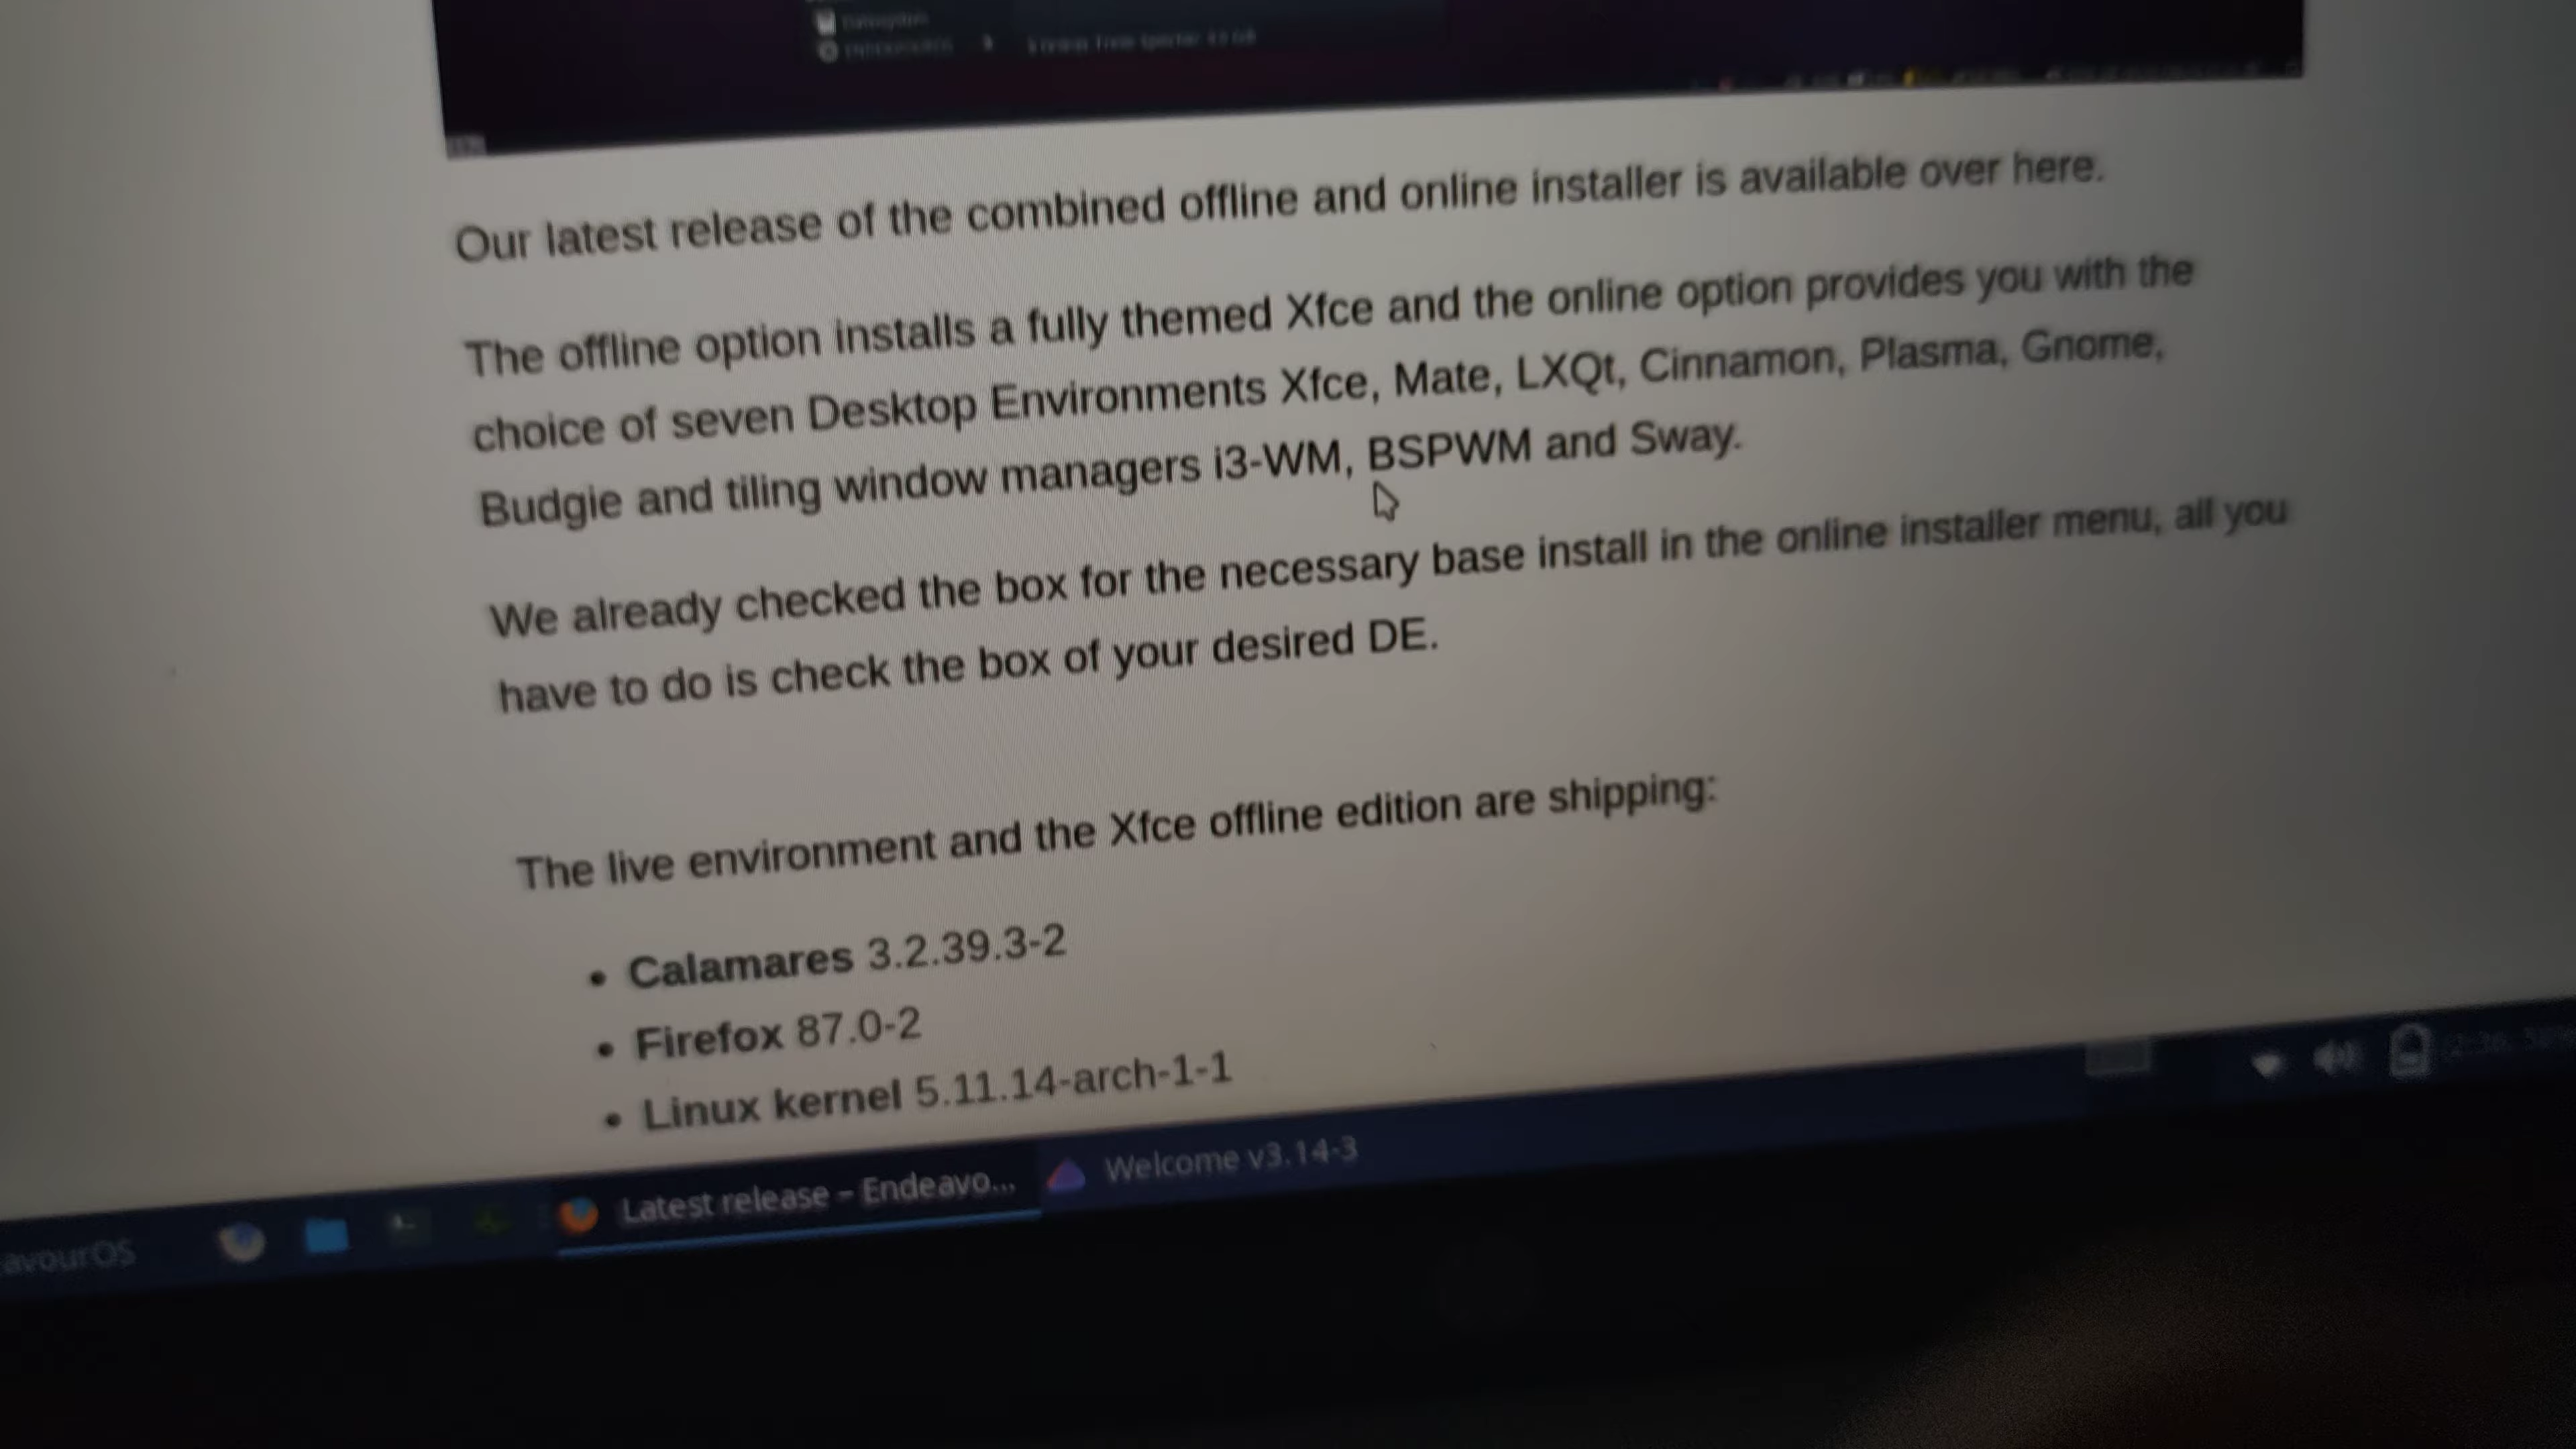 Our latest release of the combined offline and online installer is available over here.
The offline option installs a fully themed Xfce and the online option provides you with the
choice of seven Desktop Environments Xfce, Mate, LXQt, Cinnamon, Plasma, Gnome,
Budgie and tiling window managers i3-WM, BSPWM and Sway.
We already checked the box for the necessary base install in the online installer menu, all you
have to do is check the box of your desired DE.
The live environment and the Xfce offline edition are shipping:
• Calamares 3.2.39.3-2
• Firefox 87.0-2
• Linux kernel 5.11.14-arch-1-1
avourOS
Latest release – Endeavo...
Welcome v3.14-3